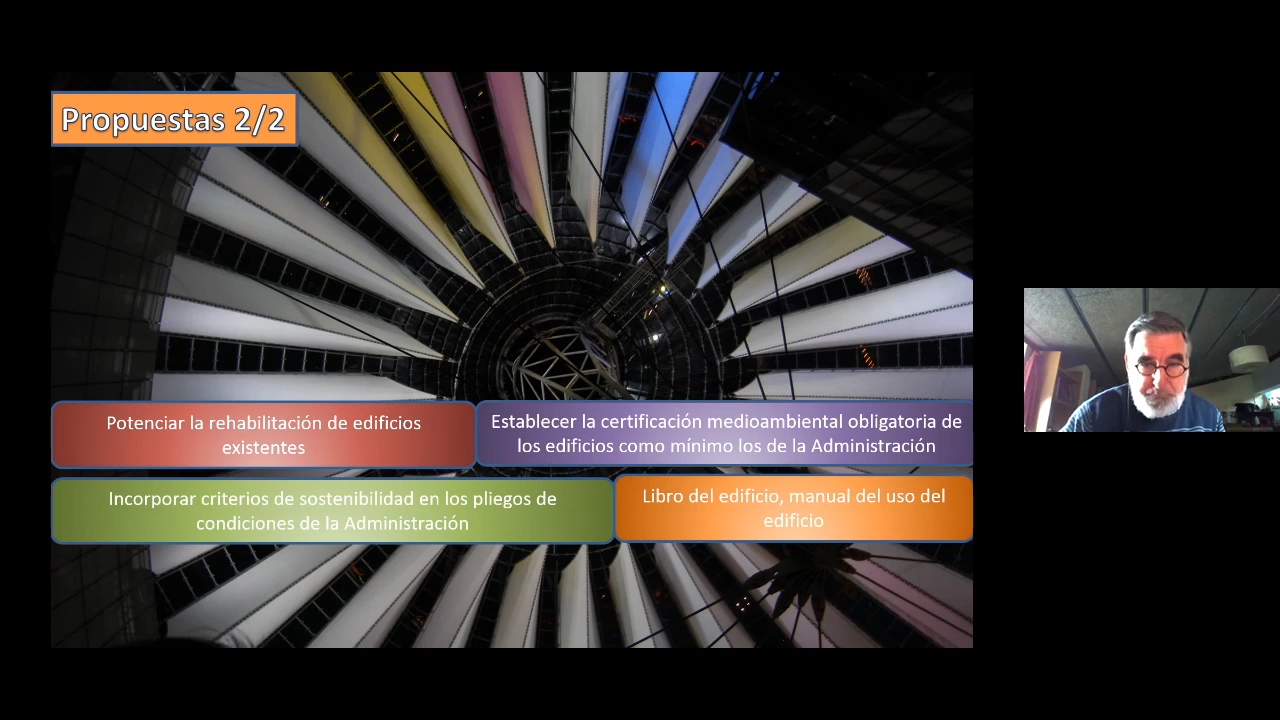 Propuestas 2/2
Potenciar la rehabilitación de edificios
existentes
Establecer la certificación medioambiental obligatoria de
los edificios como mínimo los de la Administración
Incorporar criterios de sostenibilidad en los pliegos de
condiciones de la Administración
Libro del edificio, manual del uso del
edificio